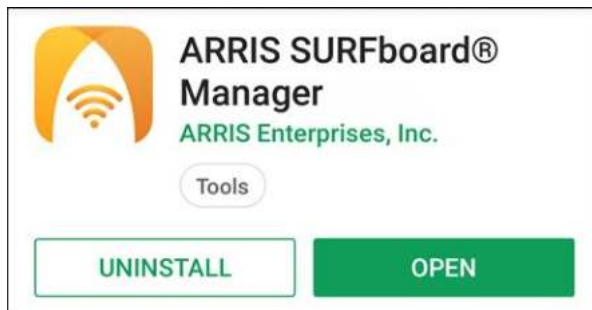 ARRIS SURFboard®
Manager
ARRIS Enterprises, Inc.
Tools
UNINSTALL OPEN